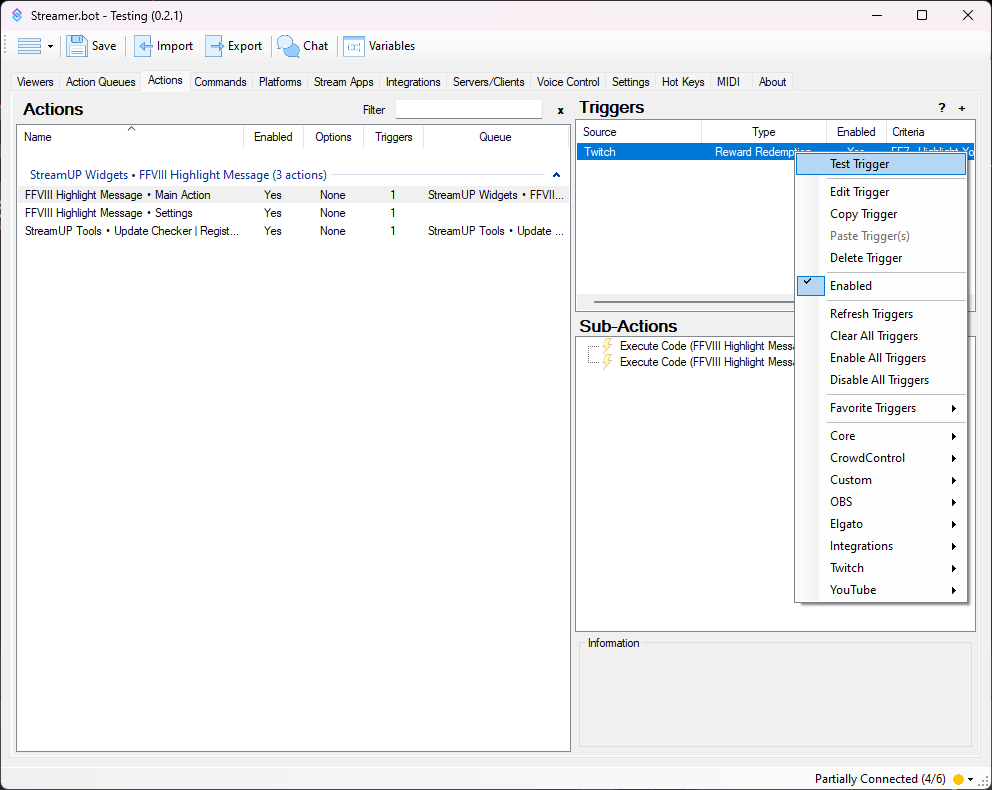 Streamer.bot - Testing (0.2.1)
Save Import Export Chat Variables
Viewers Action Queues Actions Commands Platforms Stream Apps Integrations Servers/Clients Voice Control Settings Hot Keys MIDI About
Actions Filter x
Name Enabled Options Triggers Queue
StreamUP Widgets • FFVIII Highlight Message (3 actions)
FFVIII Highlight Message • Main Action Yes None 1 StreamUP Widgets • FFVII...
FFVIII Highlight Message • Settings Yes None 1
StreamUP Tools • Update Checker | Regist... Yes None 1 StreamUP Tools • Update ...
Triggers ? +
Source Type Enabled Criteria
Twitch Reward Redemption
Test Trigger
Edit Trigger
Copy Trigger
Paste Trigger(s)
Delete Trigger
Enabled
Refresh Triggers
Clear All Triggers
Enable All Triggers
Disable All Triggers
Favorite Triggers
Core
CrowdControl
Custom
OBS
Elgato
Integrations
Twitch
YouTube
Sub-Actions
Execute Code (FFVIII Highlight Messa
Execute Code (FFVIII Highlight Messa
Information
Partially Connected (4/6)